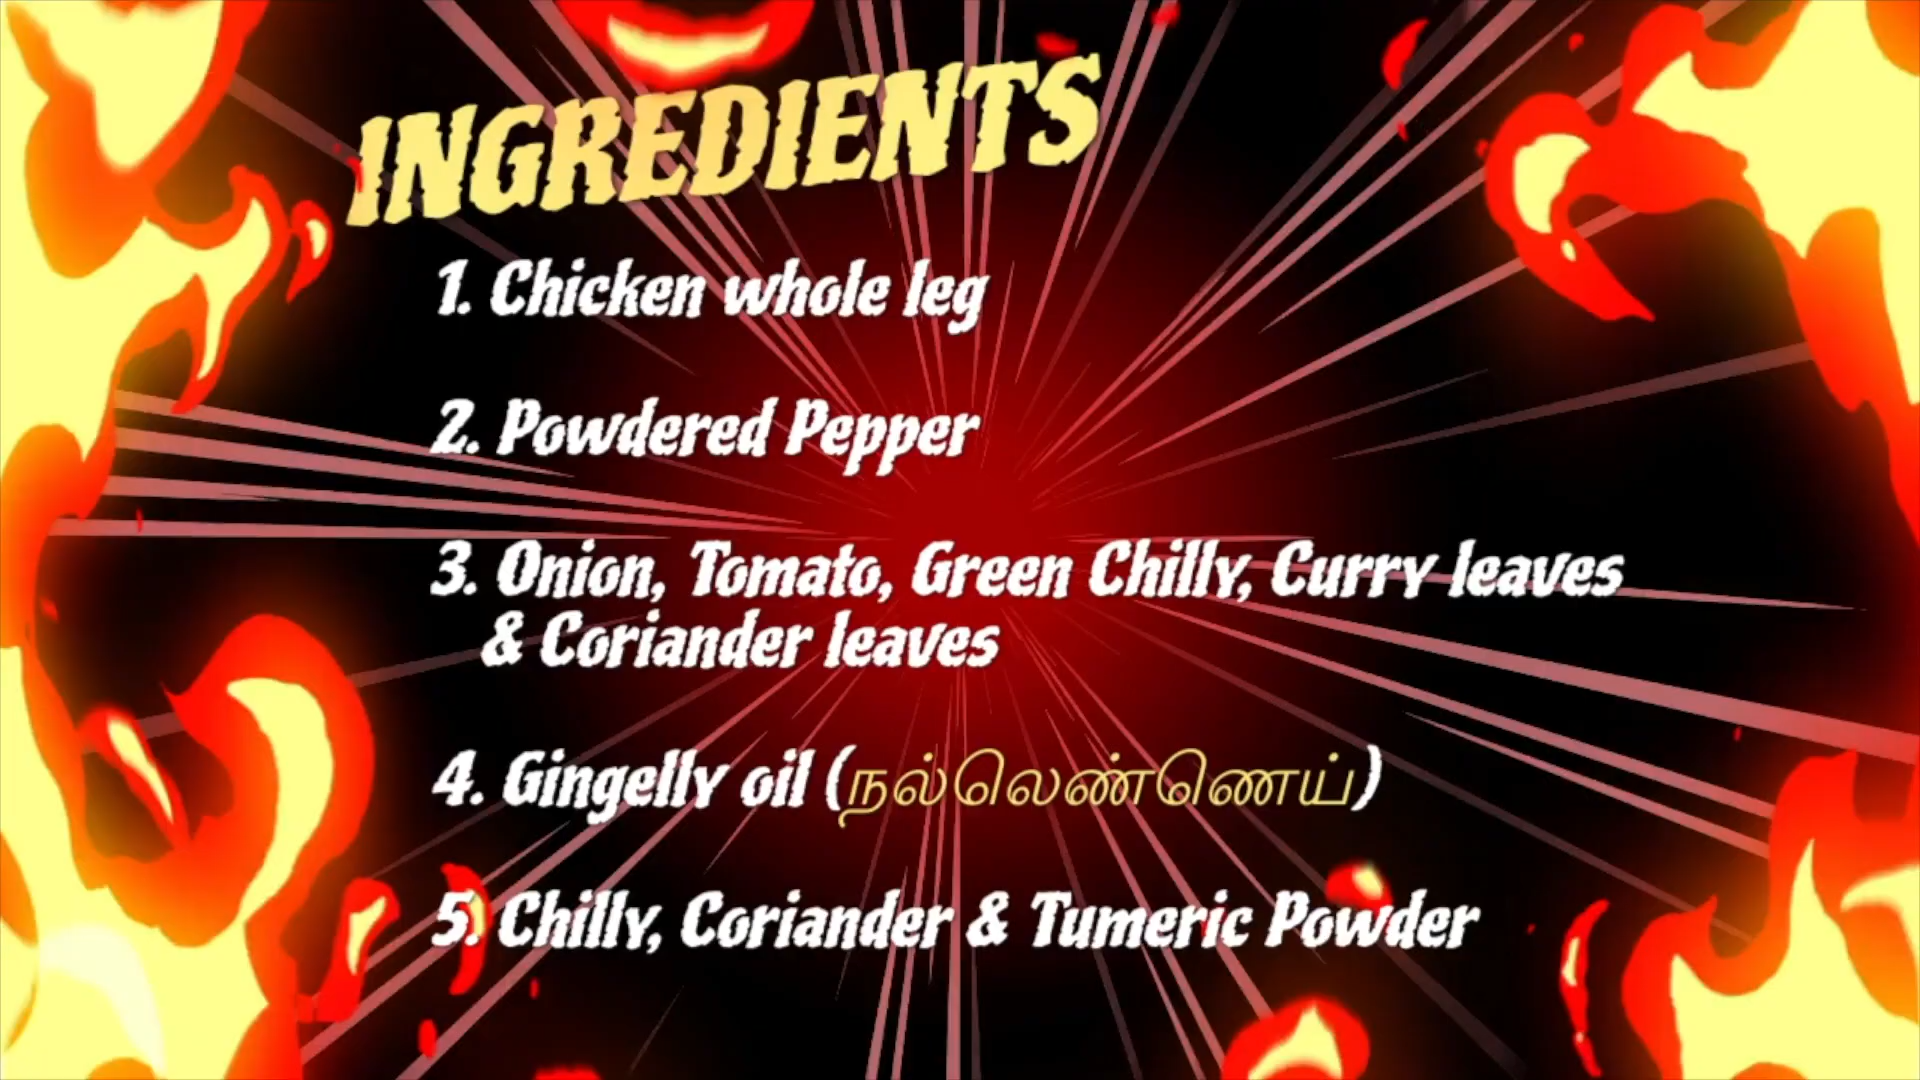 INGREDIENTS
1. Chicken whole leg
2. Powdered Pepper
3. Onion, Tomato, Green Chilly, Curry leaves
& Coriander leaves
4. Gingelly oil (நல்லெண்ணெய்)
5. Chilly, Coriander & Tumeric Powder